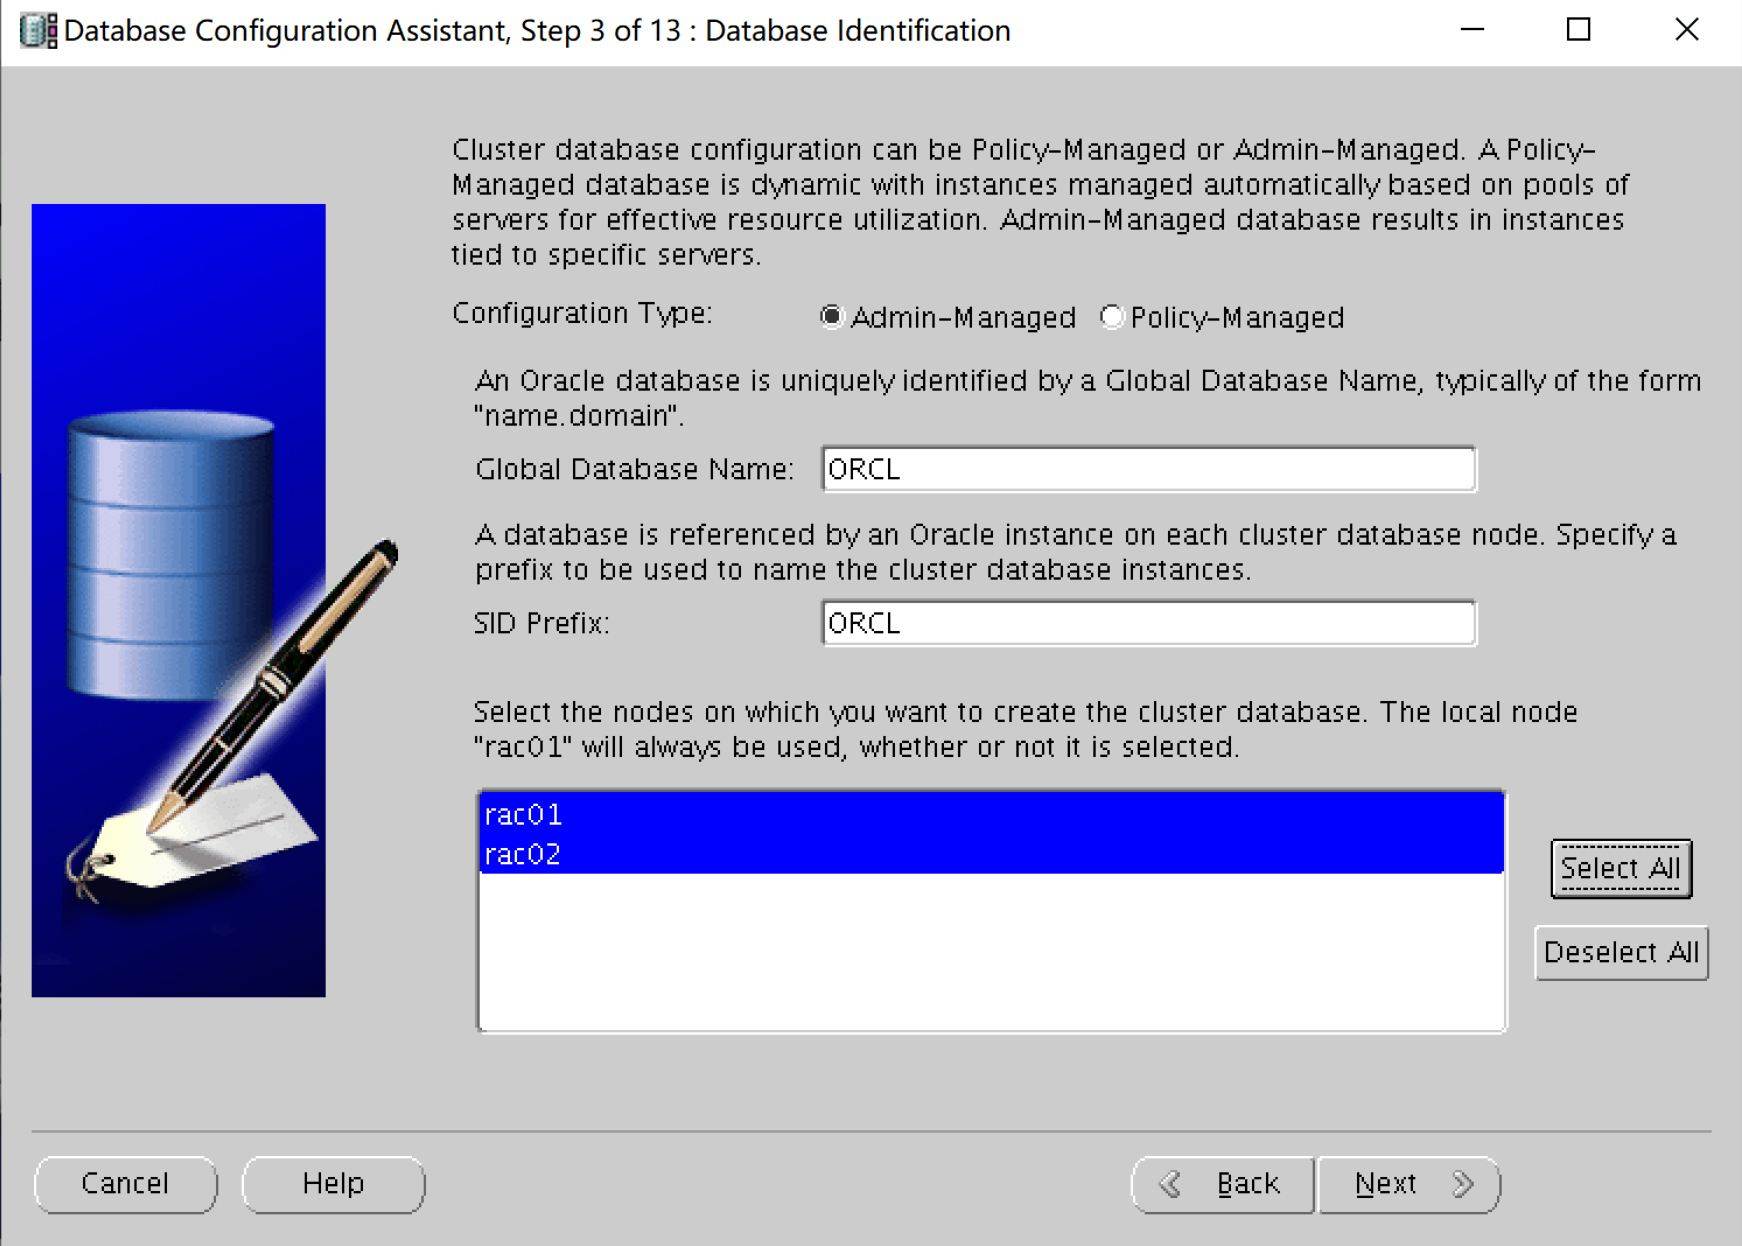 Database Configuration Assistant, Step 3 of 13 : Database Identification
Cluster database configuration can be Policy-Managed or Admin-Managed. A Policy-
Managed database is dynamic with instances managed automatically based on pools of
servers for effective resource utilization. Admin-Managed database results in instances
tied to specific servers.
Configuration Type: Admin-Managed Policy-Managed
An Oracle database is uniquely identified by a Global Database Name, typically of the form
"name.domain".
Global Database Name: ORCL
A database is referenced by an Oracle instance on each cluster database node. Specify a
prefix to be used to name the cluster database instances.
SID Prefix: ORCL
Select the nodes on which you want to create the cluster database. The local node
"rac01" will always be used, whether or not it is selected.
rac01
rac02
Select All
Deselect All
Cancel Help Back Next